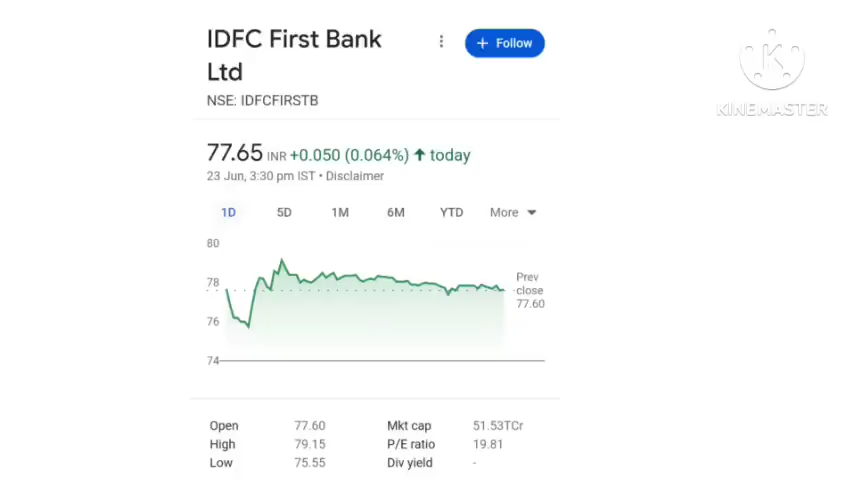 IDFC First Bank
Ltd
+ Follow
NSE: IDFCFIRSTB
77.65 INR +0.050 (0.064%) ↑ today
23 Jun, 3:30 pm IST • Disclaimer
1D 5D 1M 6M YTD More
80
78
76
74
Prev
close
77.60
Open 77.60 Mkt cap 51.53TCr
High 79.15 P/E ratio 19.81
Low 75.55 Div yield -
K
KINEMASTER